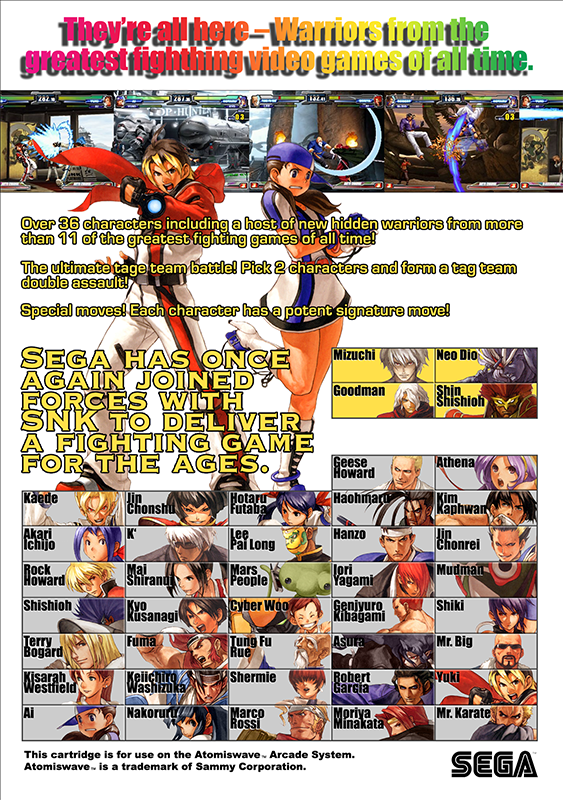 They're all here – Warriors from the
greatest fighthing video games of all time.
Over 36 characters including a host of new hidden warriors from more
than 11 of the greatest fighting games of all time!
The ultimate tage team battle! Pick 2 characters and form a tag team
double assault!
Special moves! Each character has a potent signature move!
Sega has once
again joined
forces with
SNK to deliver
a fighting game
for the ages.
Mizuchi
Neo Dio
Goodman
Shin
Shishioh
Geese
Howard
Athena
Kaede
Jin
Chonshu
Hotaru
Futaba
Haohmaru
Kim
Kaphwan
Akari
Ichijo
K'
Lee
Pai Long
Hanzo
Jin
Chonrei
Rock
Howard
Mai
Shiranui
Mars
People
Iori
Yagami
Mudman
Shishioh
Kyo
Kusanagi
Cyber Woo
Genjyuro
Kibagami
Shiki
Terry
Bogard
Fuma
Tung Fu
Rue
Asura
Mr. Big
Kisarah
Westfield
Keiichiro
Washizuka
Shermie
Robert
Garcia
Yuki
Ai
Nakoruru
Marco
Rossi
Moriya
Minakata
Mr. Karate
This cartridge is for use on the Atomiswave™ Arcade System.
Atomiswave™ is a trademark of Sammy Corporation.
SEGA